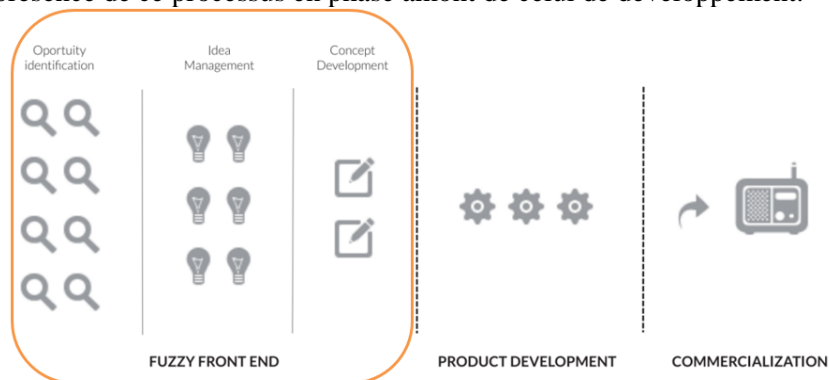 présence de ce processus en phase amont de celui de développement.
Oportuity
identification
Idea
Management
Concept
Development
FUZZY FRONT END
PRODUCT DEVELOPMENT
COMMERCIALIZATION